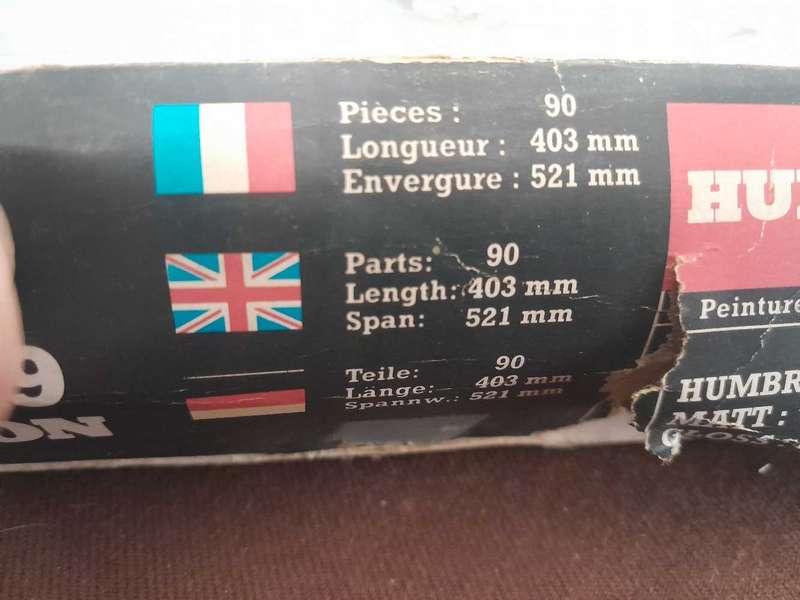 Pièces : 90
Longueur : 403 mm
Envergure : 521 mm
Parts: 90
Length: 403 mm
Span: 521 mm
Teile: 90
Länge: 403 mm
Spannw.: 521 mm
9
ON
HU
Peinture
HUMBR
MATT :
GLOSS